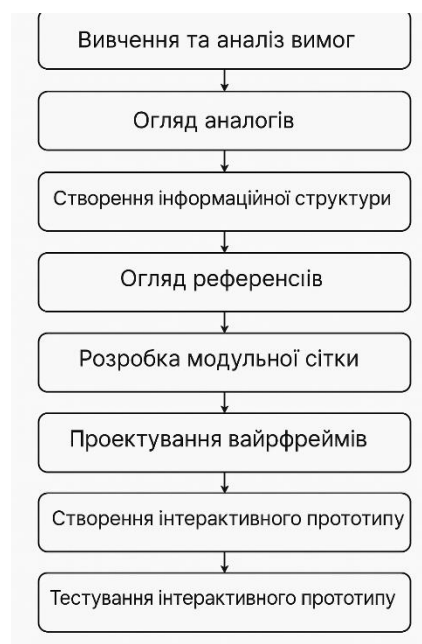 Вивчення та аналіз вимог
Огляд аналогів
Створення інформаційної структури
Огляд референсіів
Розробка модульної сітки
Проектування вайрфреймів
Створення інтерактивного прототипу
Тестування інтерактивного прототипу